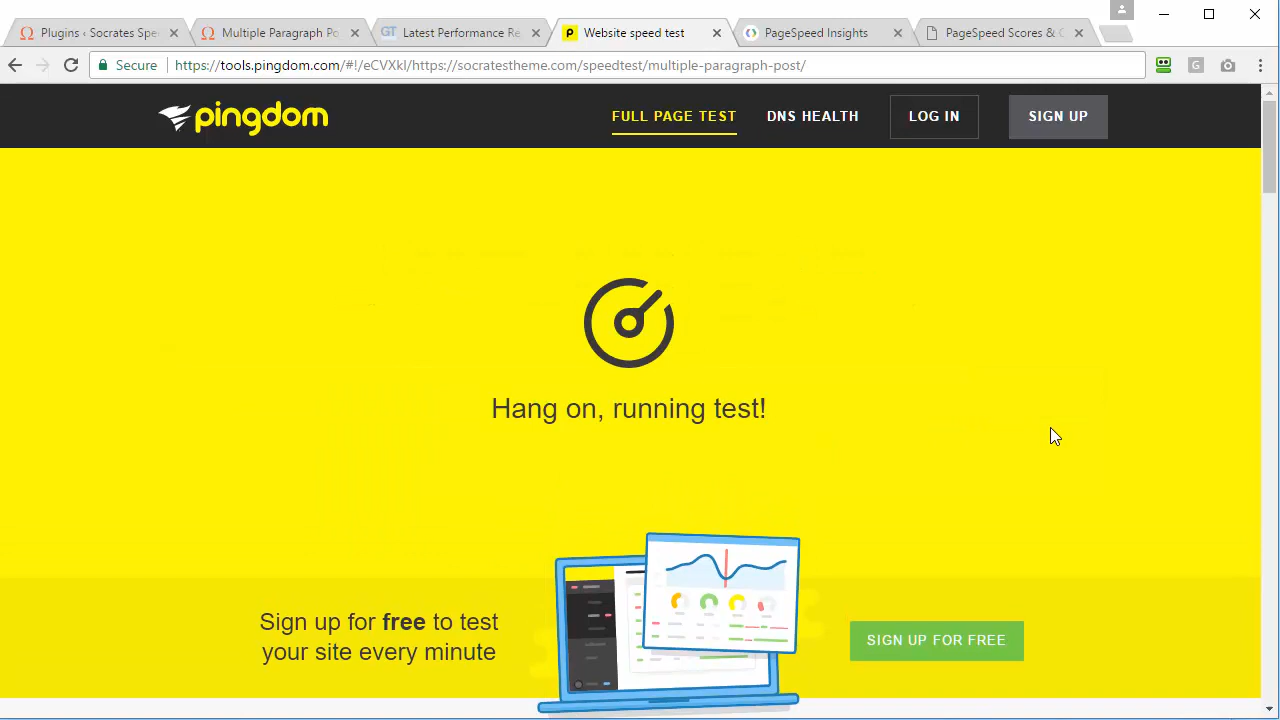 Plugins ‹ Socrates Spe
Multiple Paragraph Po
GT
Latest Performance Re
p
Website speed test
PageSpeed Insights
PageSpeed Scores & C
Secure
https://tools.pingdom.com/#!/eCVXkI/https://socratestheme.com/speedtest/multiple-paragraph-post/
G
pingdom
FULL PAGE TEST
DNS HEALTH
LOG IN
SIGN UP
Hang on, running test!
Sign up for free to test
your site every minute
SIGN UP FOR FREE